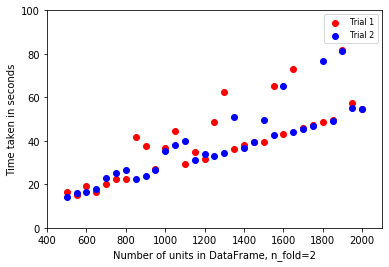 100
80
60
40
20
0
Time taken in seconds
Trial 1
Trial 2
400 600 800 1000 1200 1400 1600 1800 2000
Number of units in DataFrame, n_fold=2